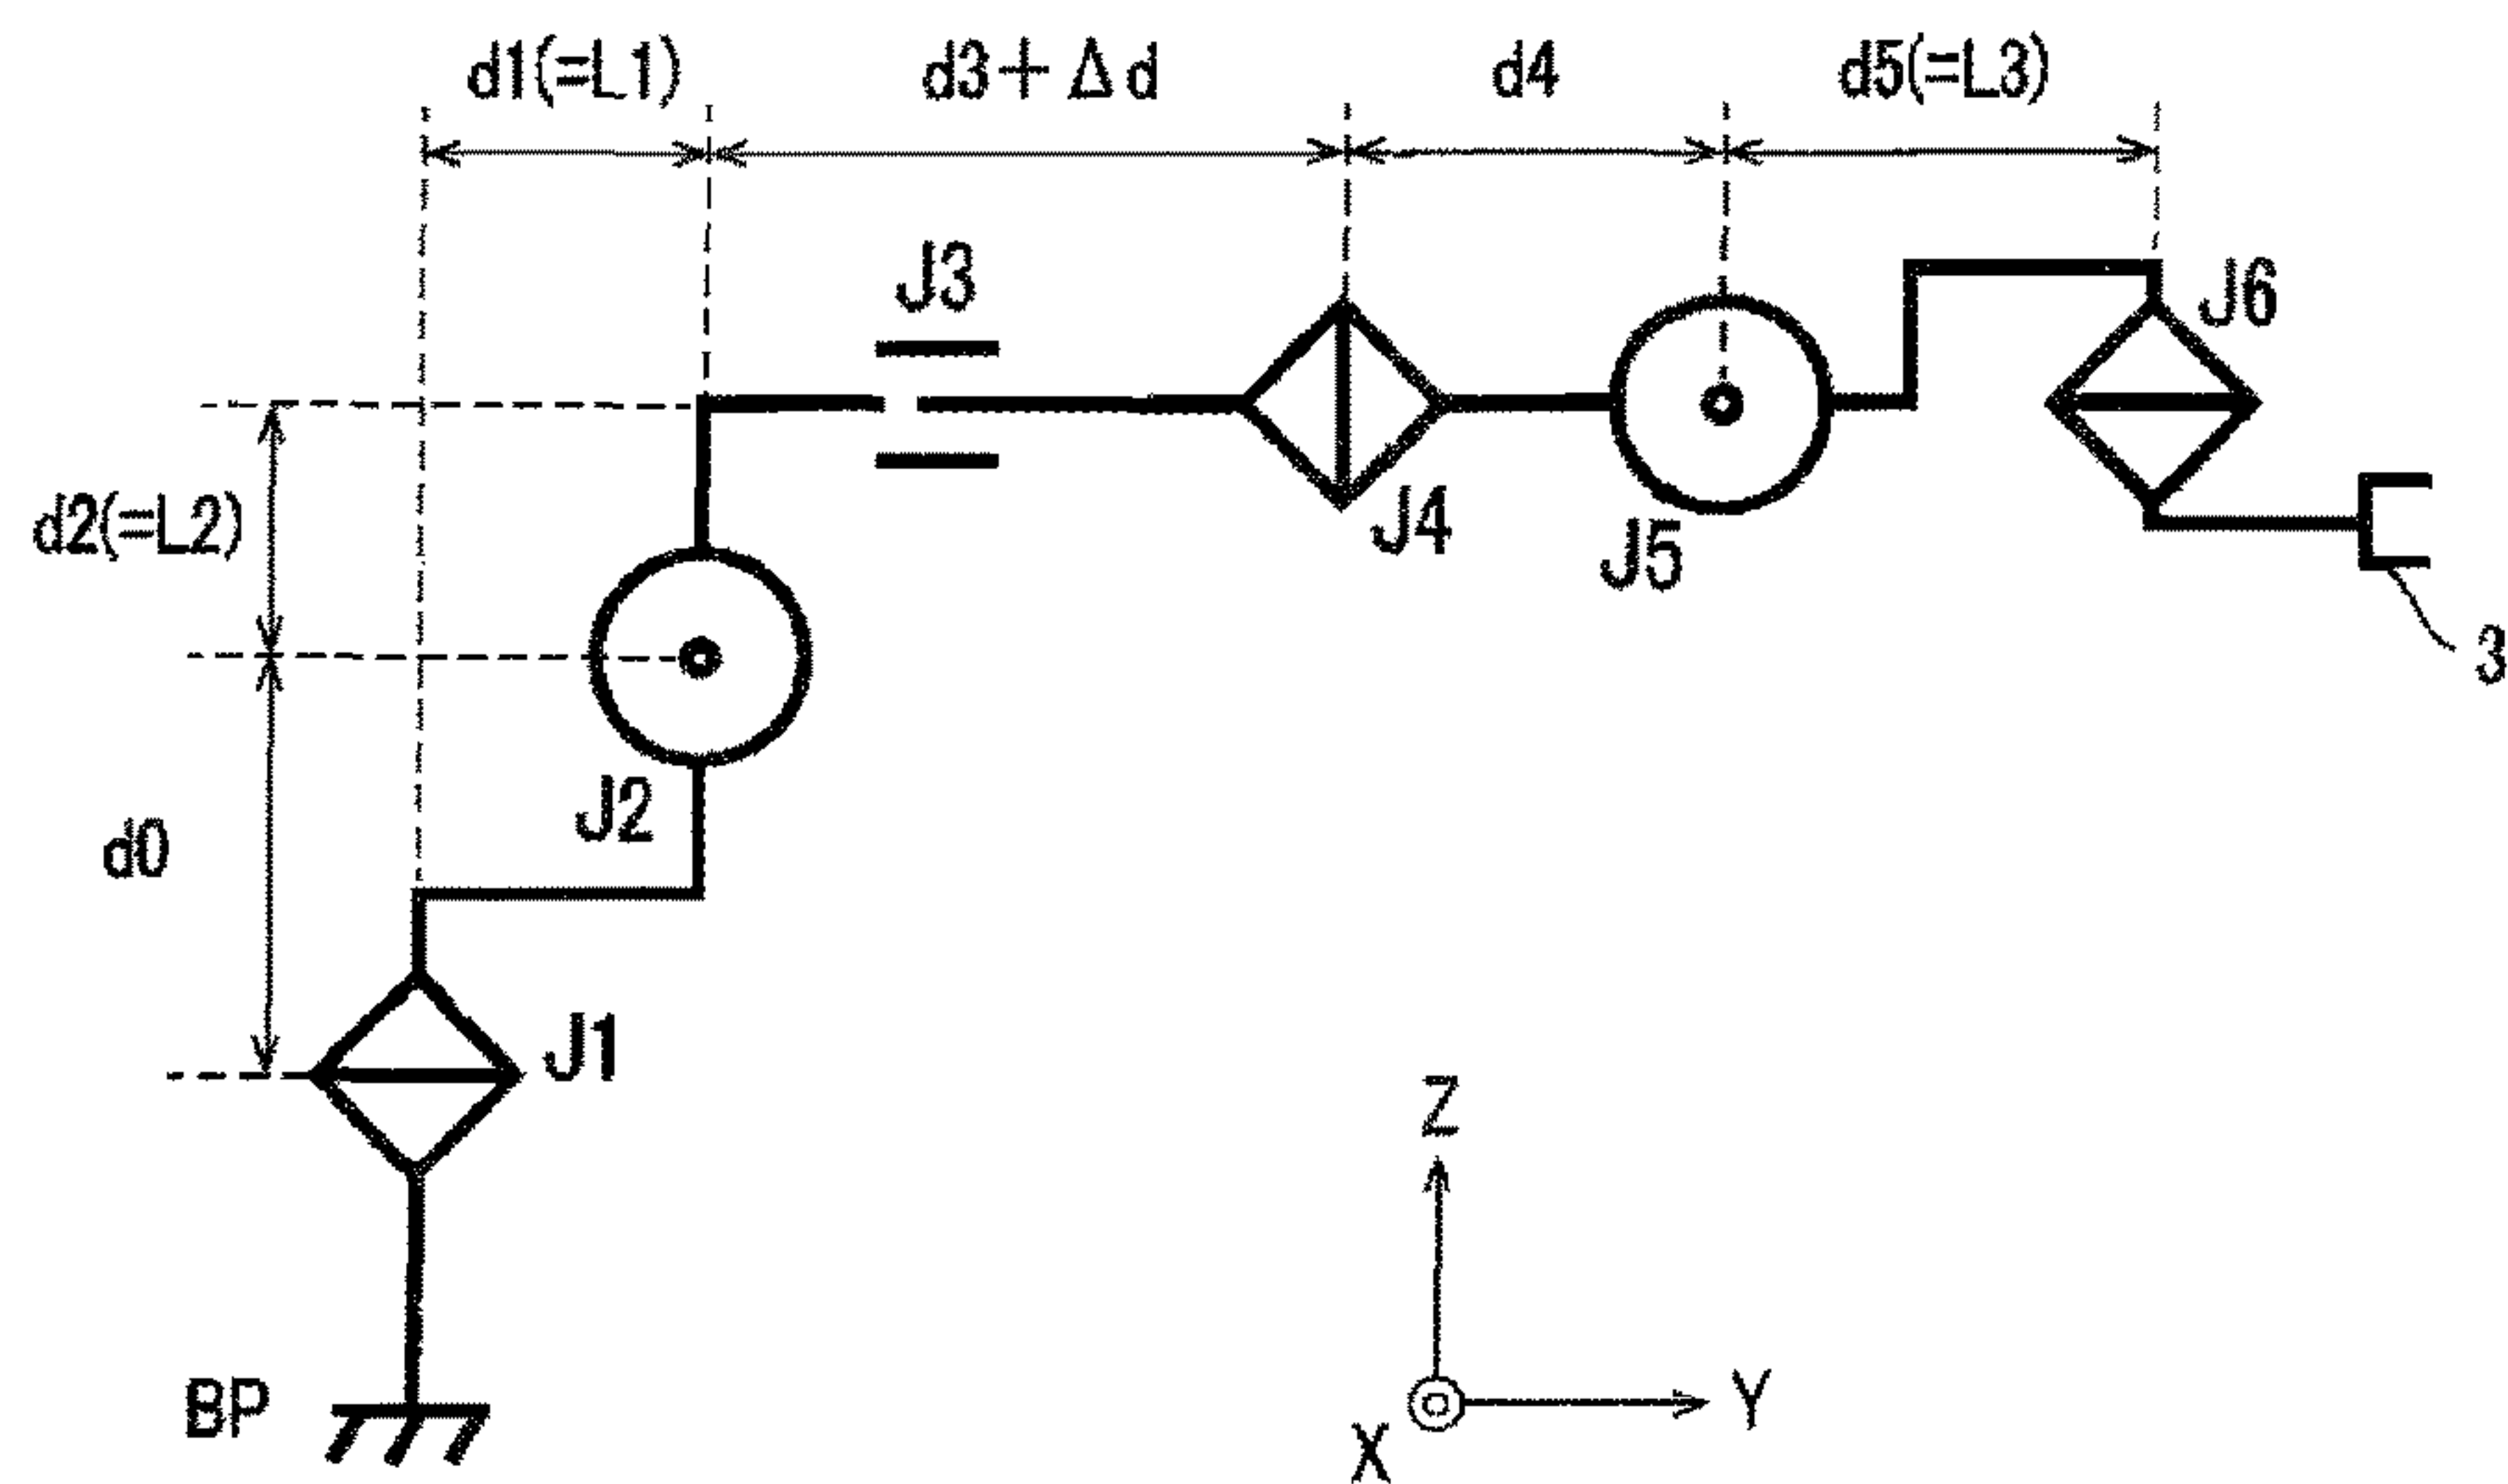 d1(=L1)
d3+Δd
d4
d5(=L3)
J3
J6
d2(=L2)
J4
J5
3
J2
d0
J1
Z
BP
Y
X